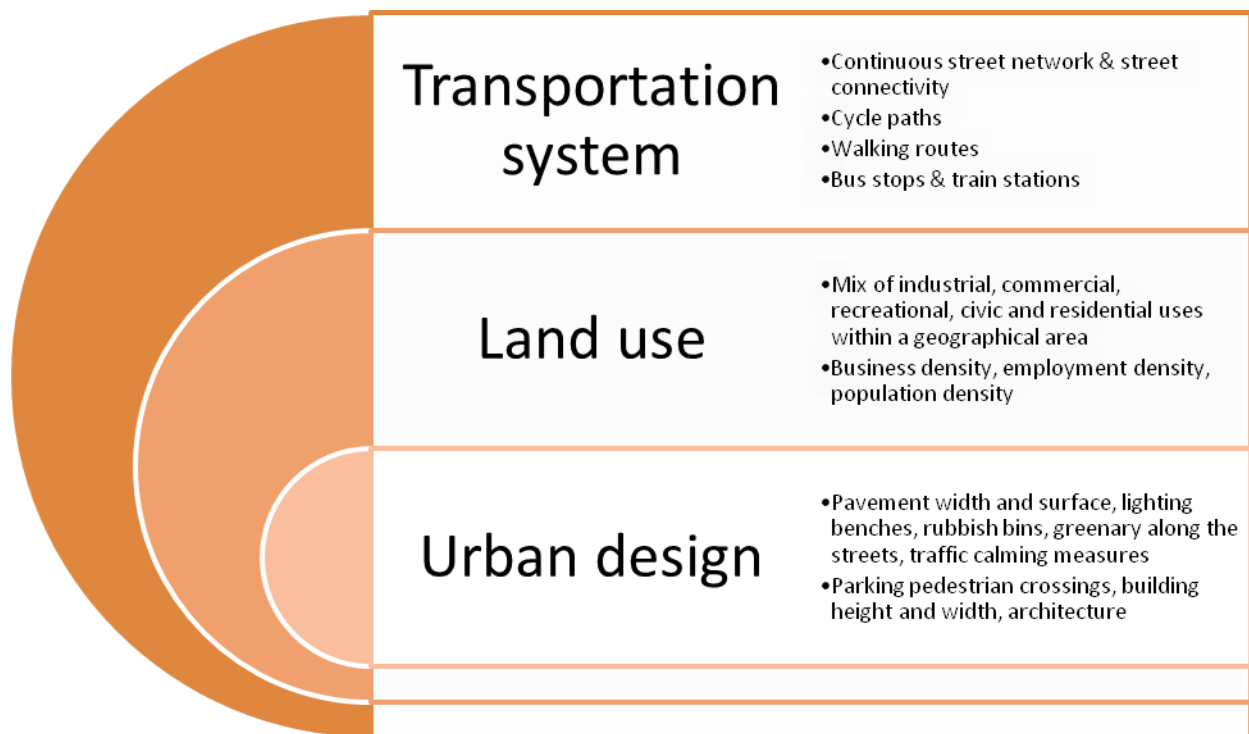 Transportation
system
•Continuous street network & street
connectivity
•Cycle paths
•Walking routes
•Bus stops & train stations
Land use
•Mix of industrial, commercial,
recreational, civic and residential uses
within a geographical area
•Business density, employment density,
population density
Urban design
•Pavement width and surface, lighting
benches, rubbish bins, greenary along the
streets, traffic calming measures
•Parking pedestrian crossings, building
height and width, architecture